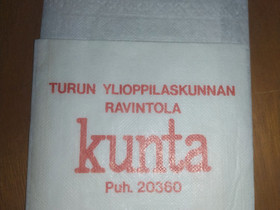 TURUN YLIOPPILASKUNNAN
RAVINTOLA
kunta
Puh. 20360